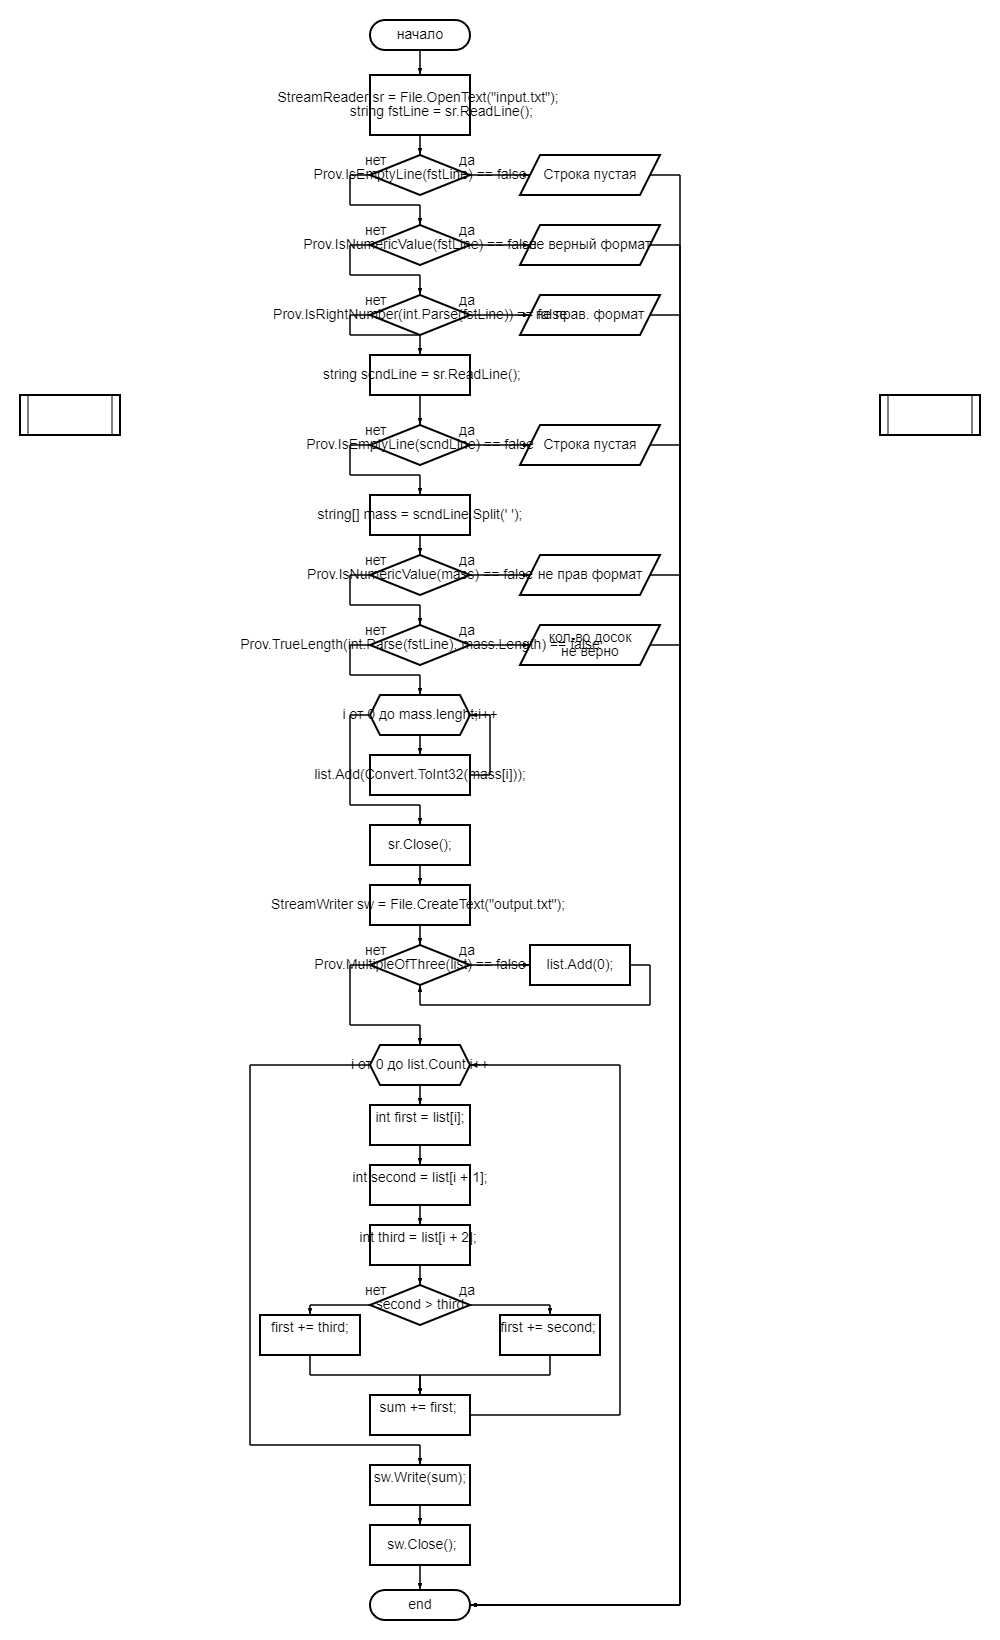 начало
StreamReader sr = File.OpenText("input.txt");
string fstLine = sr.ReadLine();
нет
да
Prov.IsEmptyLine(fstLine) == false
Строка пустая
нет
да
Prov.IsNumericValue(fstLine) == false
не верный формат
нет
да
Prov.IsRightNumber(int.Parse(fstLine)) == false
не прав. формат
string scndLine = sr.ReadLine();
нет
да
Prov.IsEmptyLine(scndLine) == false
Строка пустая
string[] mass = scndLine.Split(' ');
нет
да
Prov.IsNumericValue(mass) == false
не прав формат
нет
да
Prov.TrueLength(int.Parse(fstLine), mass.Length) == false
кол-во досок
не верно
i от 0 до mass.lenght;i++
list.Add(Convert.ToInt32(mass[i]));
sr.Close();
StreamWriter sw = File.CreateText("output.txt");
нет
да
Prov.MultipleOfThree(list) == false
list.Add(0);
i от 0 до list.Count;i++
int first = list[i];
int second = list[i + 1];
int third = list[i + 2];
нет
да
second > third
first += third;
first += second;
sum += first;
sw.Write(sum);
sw.Close();
end